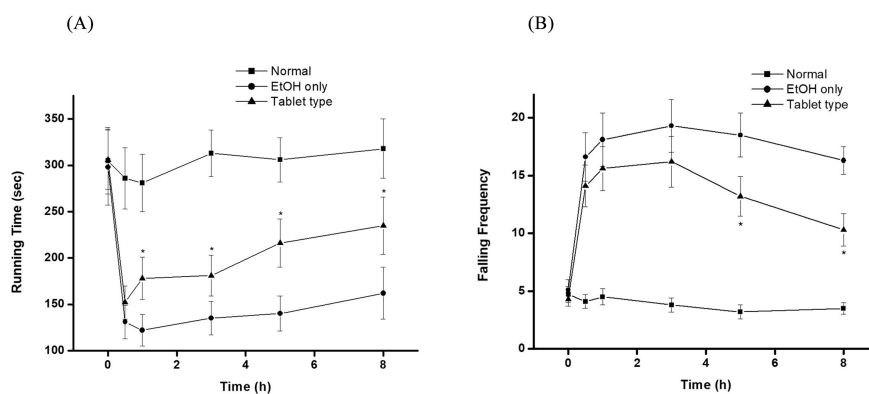 (A)
Normal
EtOH only
Tablet type
350
300
250
200
150
100
Running Time (sec)
*
*
*
*
0
2
4
6
8
Time (h)
(B)
Normal
EtOH only
Tablet type
20
15
10
5
0
Falling Frequency
*
*
0
2
4
6
8
Time (h)